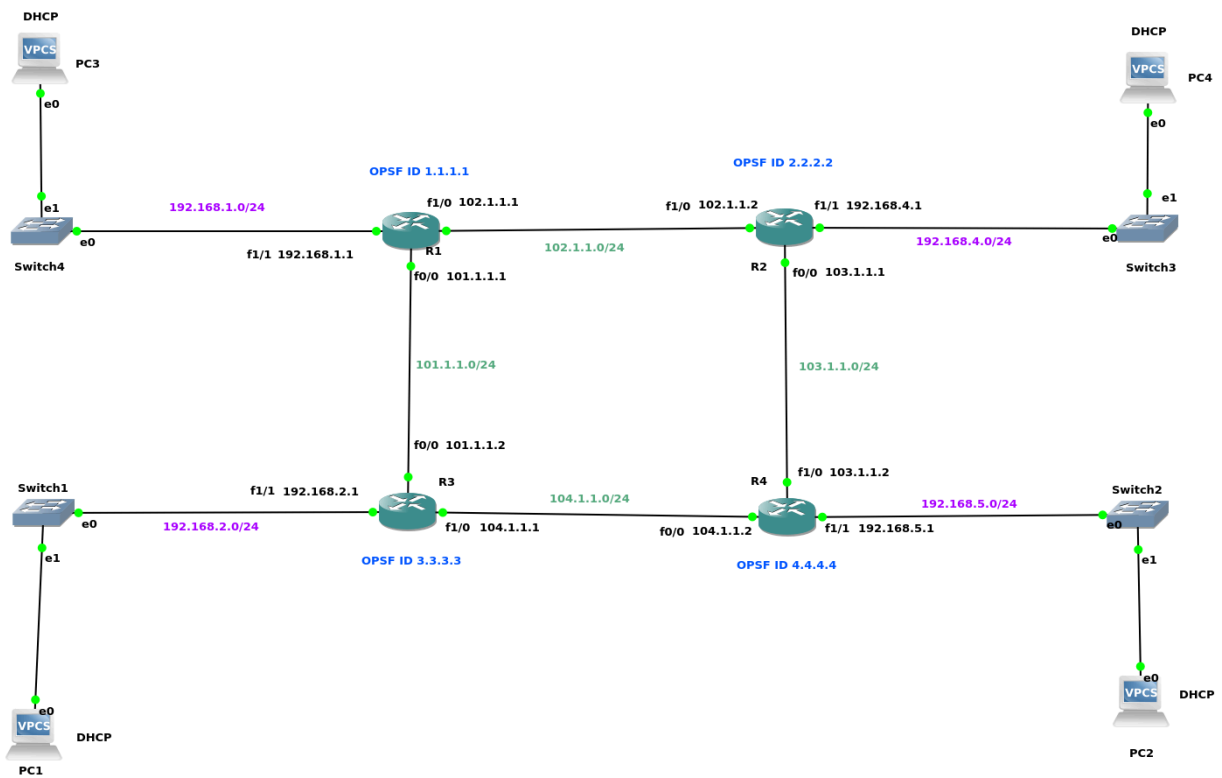 DHCP
VPCS
PC3
e0
e1
e0
Switch4
192.168.1.0/24
f1/1 192.168.1.1
OPSF ID 1.1.1.1
f1/0 102.1.1.1
R1
f0/0 101.1.1.1
102.1.1.0/24
OPSF ID 2.2.2.2
f1/0 102.1.1.2
f1/1 192.168.4.1
R2
f0/0 103.1.1.1
192.168.4.0/24
DHCP
VPCS
PC4
e0
e1
e0
Switch3
101.1.1.0/24
103.1.1.0/24
f0/0 101.1.1.2
R3
f1/1 192.168.2.1
192.168.2.0/24
f1/0 104.1.1.1
OPSF ID 3.3.3.3
104.1.1.0/24
f1/0 103.1.1.2
R4
f0/0 104.1.1.2
f1/1 192.168.5.1
OPSF ID 4.4.4.4
192.168.5.0/24
Switch1
e0
e1
e0
VPCS
DHCP
PC1
Switch2
e0
e1
e0
VPCS
DHCP
PC2